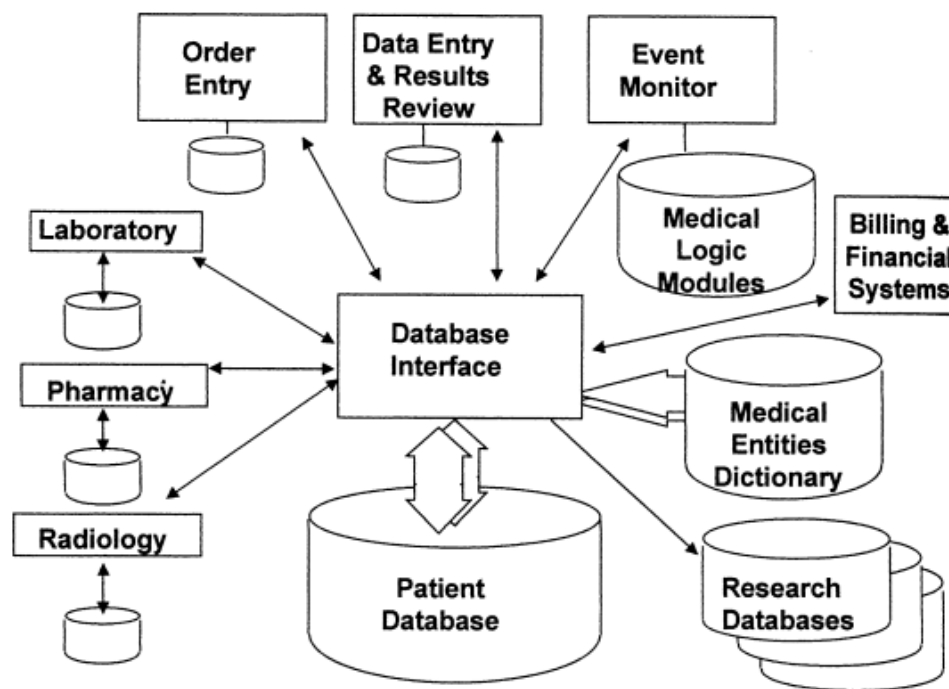 Order
Entry
Data Entry
& Results
Review
Event
Monitor
Laboratory
Medical
Logic
Modules
Billing &
Financial
Systems
Database
Interface
Pharmacy
Medical
Entities
Dictionary
Radiology
Patient
Database
Research
Databases